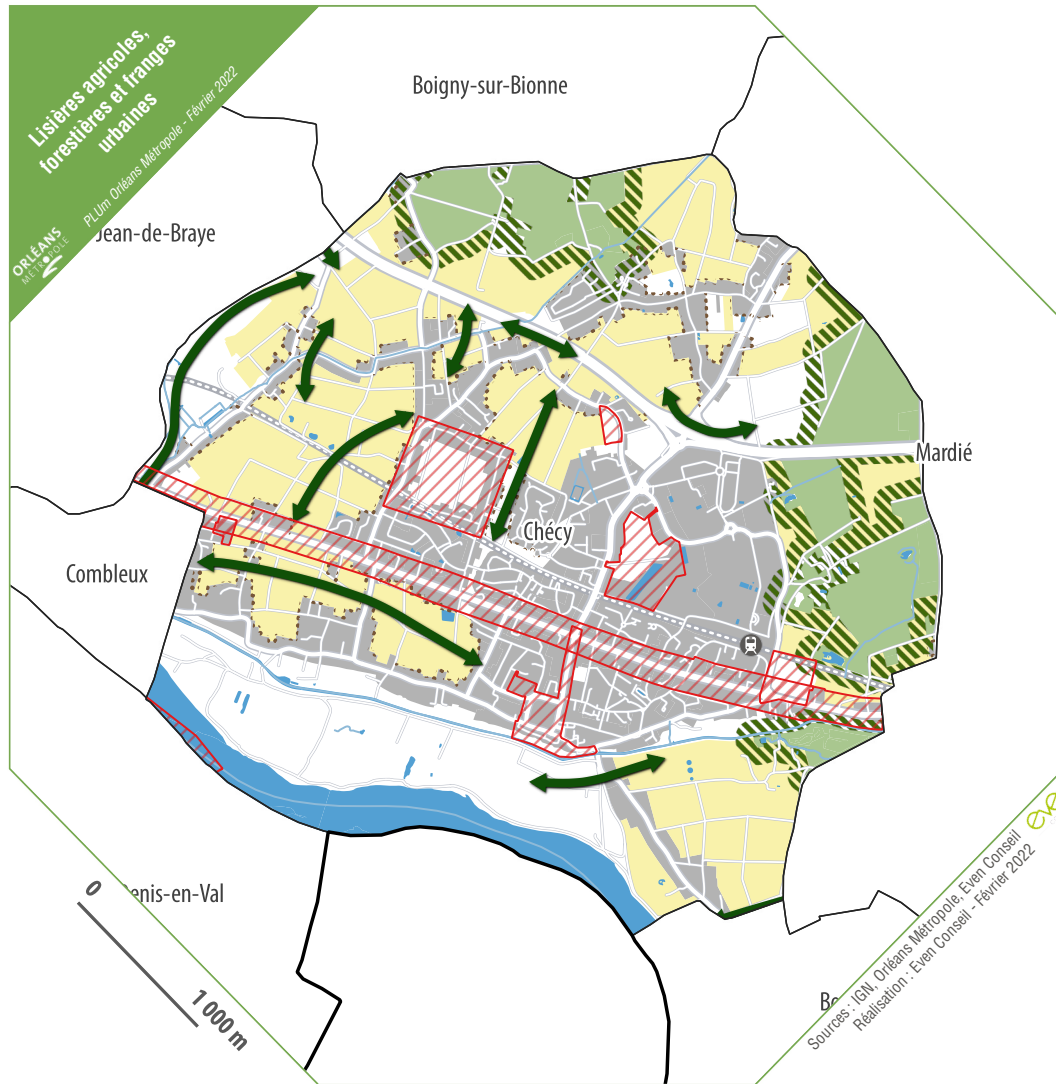 Lisières agricoles,
forestières et franges
urbaines
PLUm Orléans Métropole - Février 2022
ORLÉANS
MÉTROPOLE
Boigny-sur-Bionne
Jean-de-Braye
Mardié
Chécy
Combleux
Denis-en-Val
0
1 000 m
Sources : IGN, Orléans Métropole, Even Conseil
Réalisation : Even Conseil - Février 2022